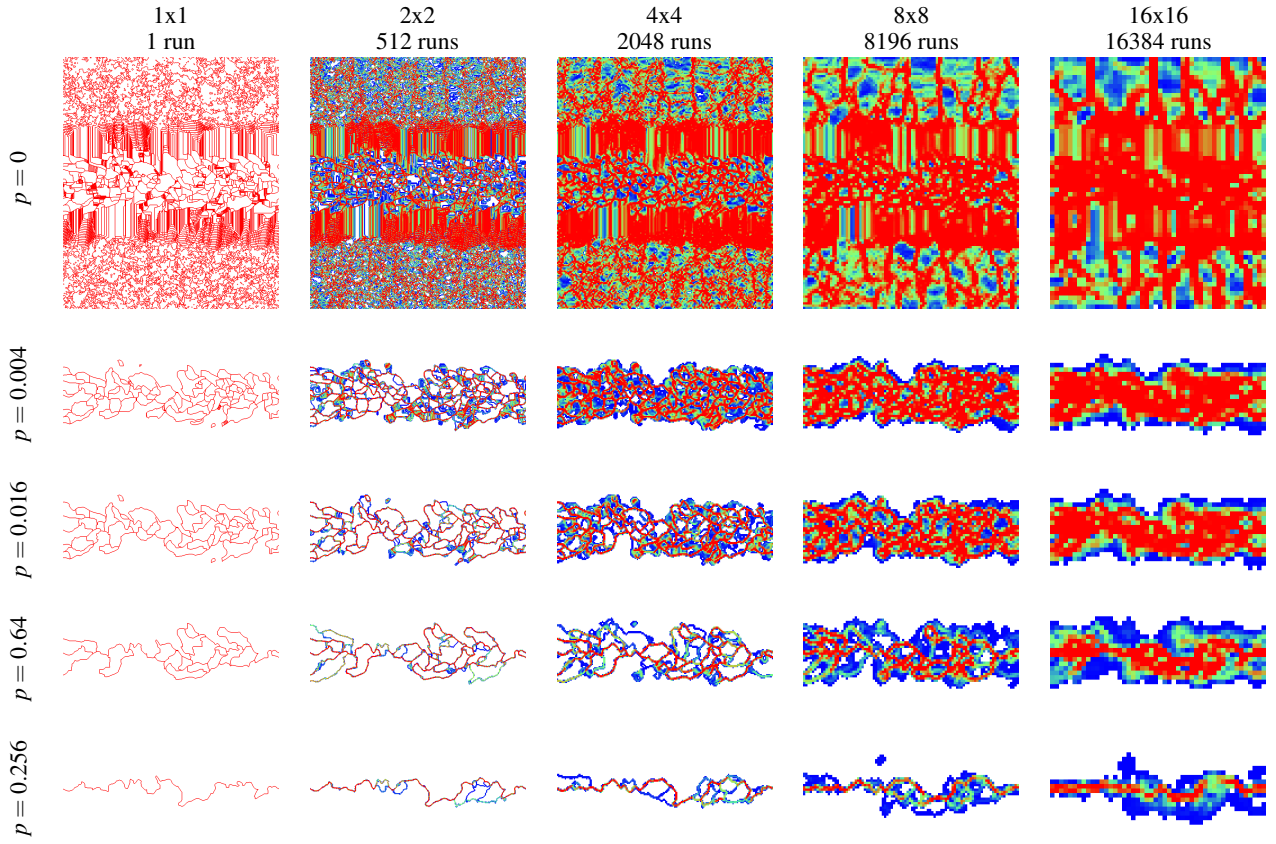 1x1
1 run
2x2
512 runs
4x4
2048 runs
8x8
8196 runs
16x16
16384 runs
p = 0
p = 0.004
p = 0.016
p = 0.64
p = 0.256